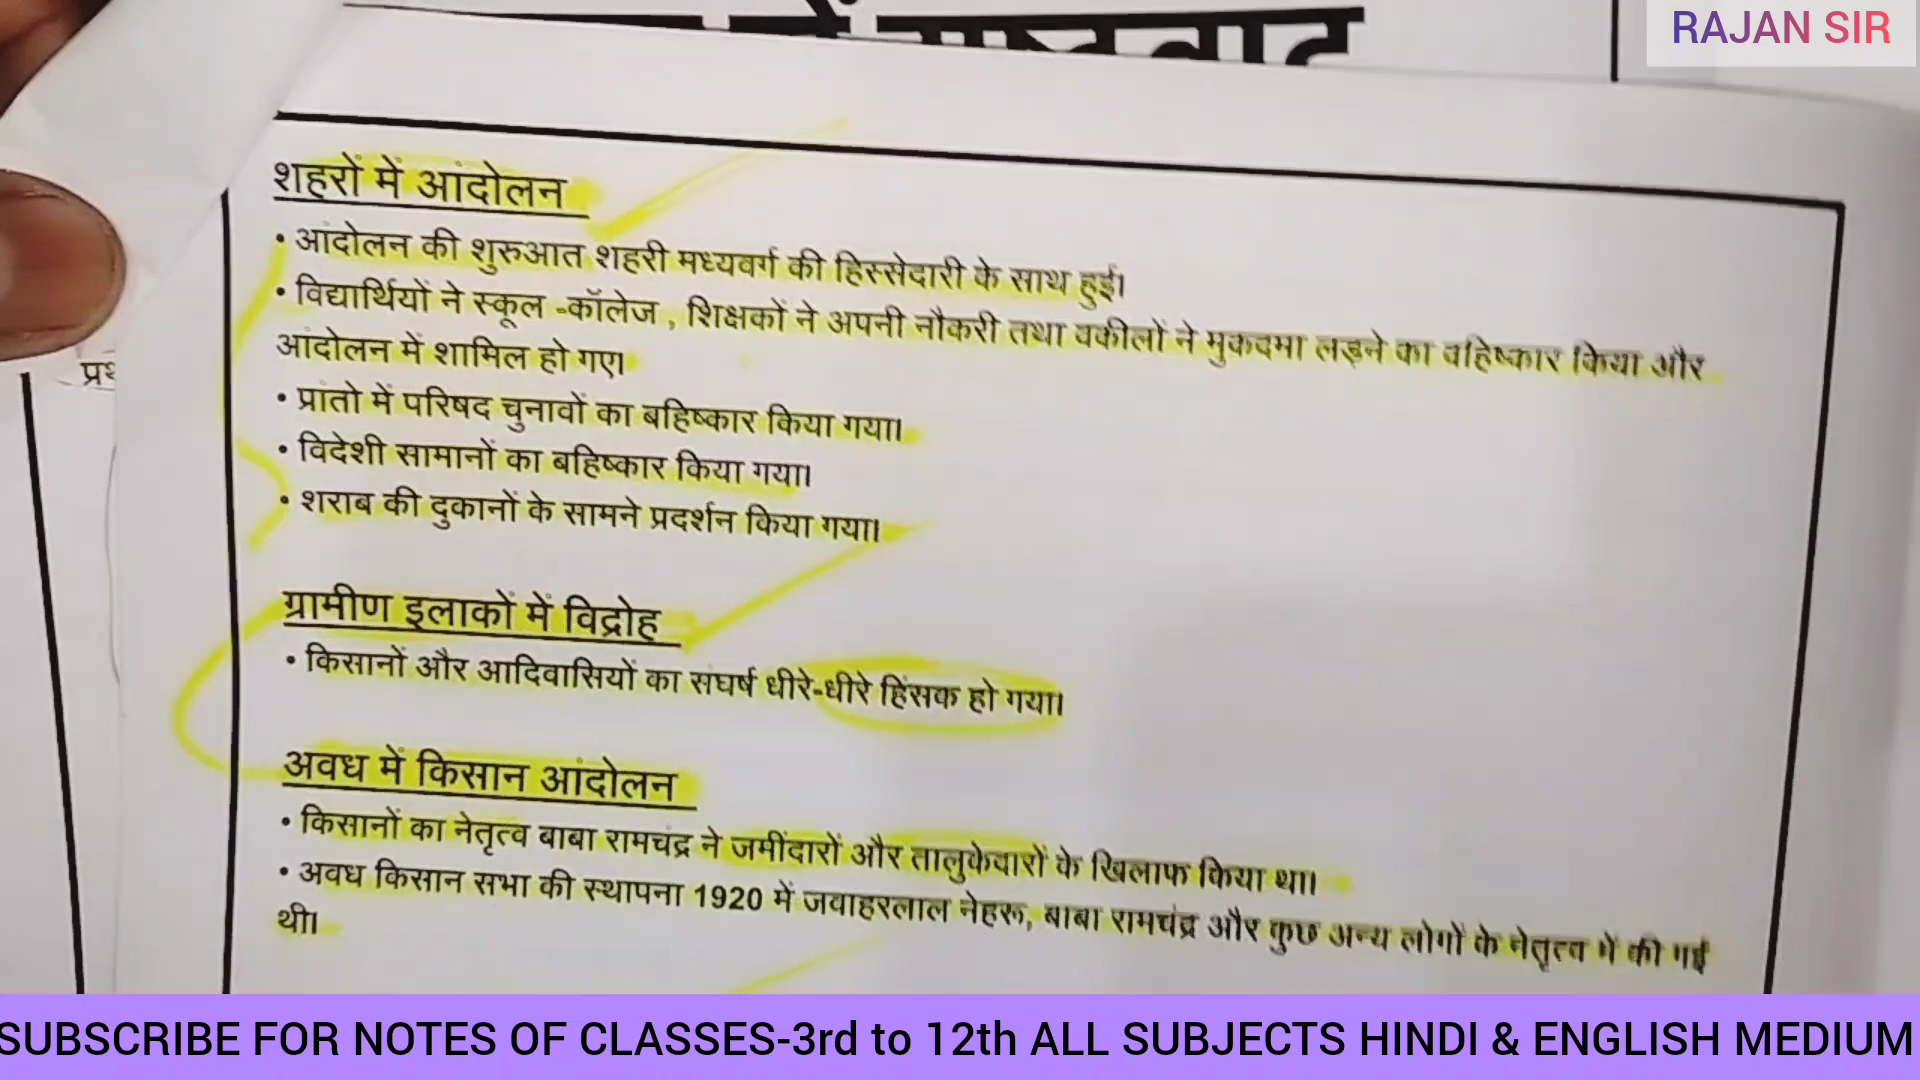 RAJAN SIR
में राष्ट्रवाद
शहरों में आंदोलन
• आंदोलन की शुरुआत शहरी मध्यवर्ग की हिस्सेदारी के साथ हुई।
• विद्यार्थियों ने स्कूल -कॉलेज , शिक्षकों ने अपनी नौकरी तथा वकीलों ने मुकदमा लड़ने का बहिष्कार किया और
आंदोलन में शामिल हो गए।
• प्रांतो में परिषद चुनावों का बहिष्कार किया गया।
• विदेशी सामानों का बहिष्कार किया गया।
• शराब की दुकानों के सामने प्रदर्शन किया गया।
ग्रामीण इलाकों में विद्रोह
• किसानों और आदिवासियों का संघर्ष धीरे-धीरे हिंसक हो गया।
अवध में किसान आंदोलन
• किसानों का नेतृत्व बाबा रामचंद्र ने जमींदारों और तालुकेदारों के खिलाफ किया था।
• अवध किसान सभा की स्थापना 1920 में जवाहरलाल नेहरू, बाबा रामचंद्र और कुछ अन्य लोगों के नेतृत्व में की गई
थी।
SUBSCRIBE FOR NOTES OF CLASSES-3rd to 12th ALL SUBJECTS HINDI & ENGLISH MEDIUM